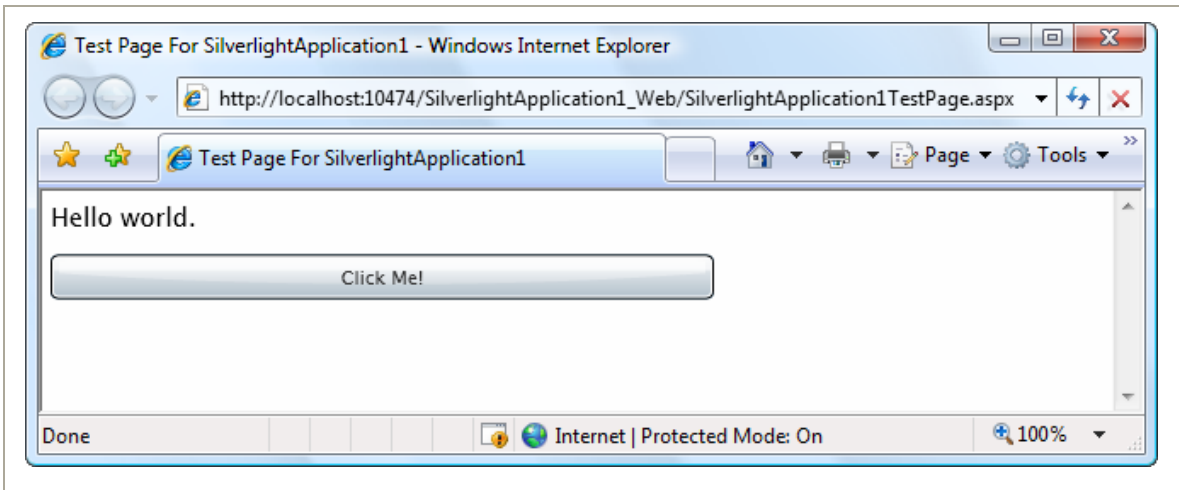 Test Page For SilverlightApplication1 - Windows Internet Explorer
http://localhost:10474/SilverlightApplication1_Web/SilverlightApplication1TestPage.aspx
Test Page For SilverlightApplication1
Page
Tools
Hello world.
Click Me!
Done
Internet | Protected Mode: On
100%